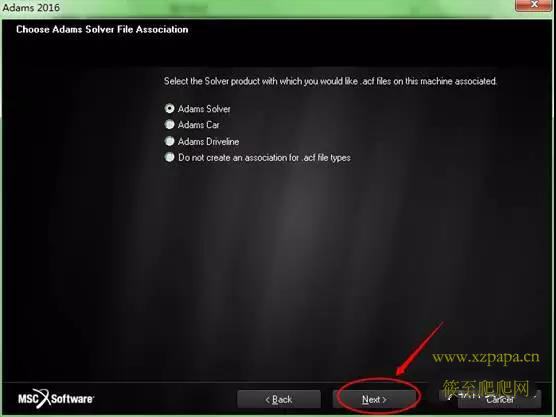 Adams 2016
Choose Adams Solver File Association
Select the Solver product with which you would like .acf files on this machine associated.
Adams Solver
Adams Car
Adams Driveline
Do not create an association for .acf file types
www.xzpapa.cn
筱至爬爬网
MSC Software
< Back
Next >
Cancel